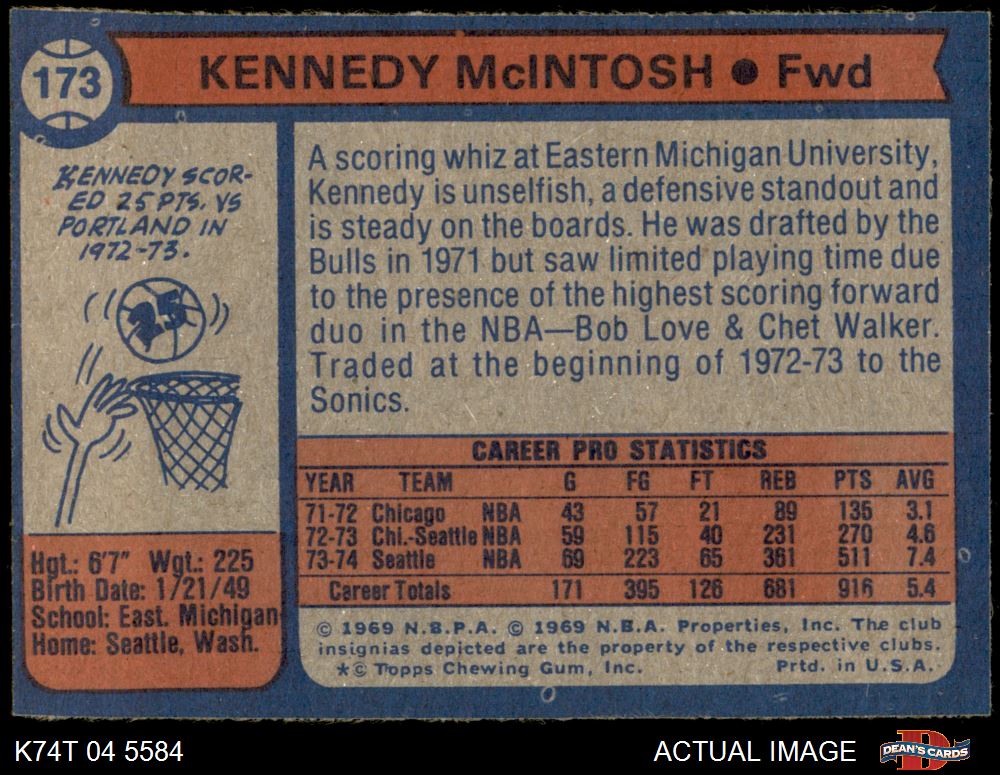 173
KENNEDY McINTOSH ● Fwd
KENNEDY SCOR-
ED 25 PTS. VS
PORTLAND IN
1972-73.
25
A scoring whiz at Eastern Michigan University,
Kennedy is unselfish, a defensive standout and
is steady on the boards. He was drafted by the
Bulls in 1971 but saw limited playing time due
to the presence of the highest scoring forward
duo in the NBA—Bob Love & Chet Walker.
Traded at the beginning of 1972-73 to the
Sonics.
CAREER PRO STATISTICS
YEAR TEAM G FG FT REB PTS AVG
71-72 Chicago NBA 43 57 21 89 135 3.1
72-73 Chi.-Seattle NBA 59 115 40 231 270 4.6
73-74 Seattle NBA 69 223 65 361 511 7.4
Career Totals 171 395 126 681 916 5.4
Hgt.: 6'7" Wgt.: 225
Birth Date: 1/21/49
School: East. Michigan
Home: Seattle, Wash.
© 1969 N.B.P.A. © 1969 N.B.A. Properties, Inc. The club
insignias depicted are the property of the respective clubs.
*© Topps Chewing Gum, Inc. Prtd. in U.S.A.
K74T 04 5584
ACTUAL IMAGE
D
DEAN'S CARDS